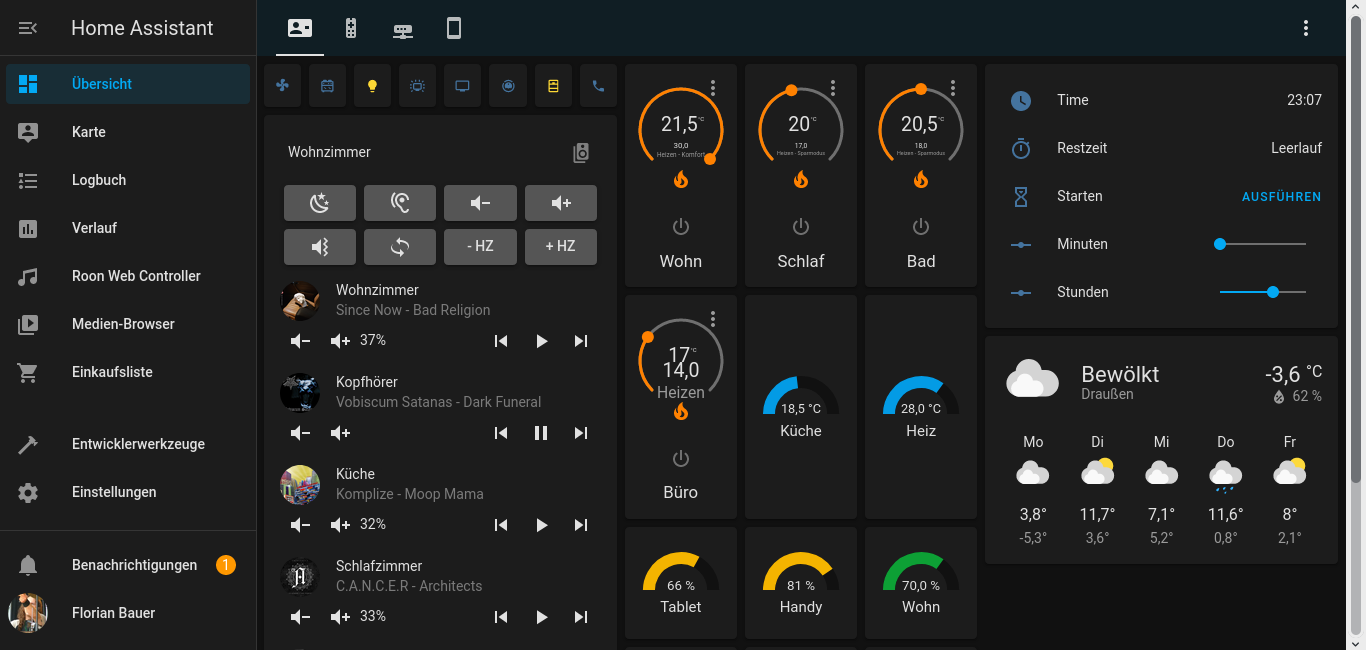 Home Assistant
Übersicht
Karte
Logbuch
Verlauf
Roon Web Controller
Medien-Browser
Einkaufsliste
Entwicklerwerkzeuge
Einstellungen
Benachrichtigungen 1
Florian Bauer
Wohnzimmer
- HZ + HZ
Wohnzimmer
Since Now - Bad Religion
37%
Kopfhörer
Vobiscum Satanas - Dark Funeral
Küche
Komplize - Moop Mama
32%
Schlafzimmer
C.A.N.C.E.R - Architects
33%
21,5 °C
30,0
Heizen - Komfort
Wohn
20 °C
17,0
Heizen - Sparmodus
Schlaf
20,5 °C
18,0
Heizen - Sparmodus
Bad
17 °C
14,0
Heizen
Büro
18,5 °C
Küche
28,0 °C
Heiz
66 %
Tablet
81 %
Handy
70,0 %
Wohn
Time 23:07
Restzeit Leerlauf
Starten AUSFÜHREN
Minuten
Stunden
Bewölkt -3,6 °C
Draußen 62 %
Mo Di Mi Do Fr
3,8° 11,7° 7,1° 11,6° 8°
-5,3° 3,6° 5,2° 0,8° 2,1°